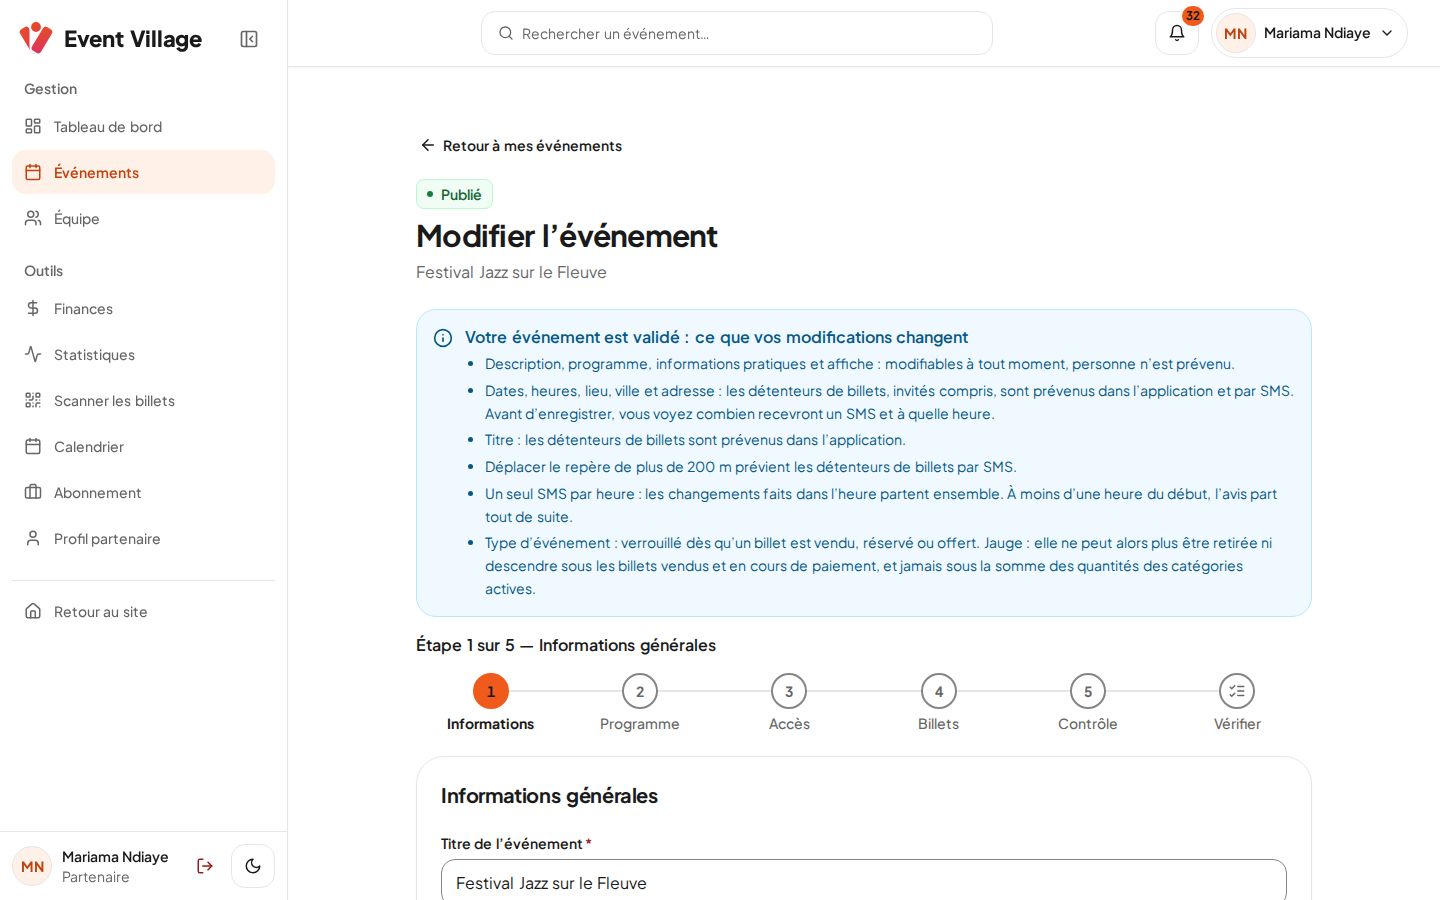 Event Village
Rechercher un événement…
32
MN
Mariama Ndiaye
Gestion
Tableau de bord
Événements
Équipe
Outils
Finances
Statistiques
Scanner les billets
Calendrier
Abonnement
Profil partenaire
Retour au site
MN
Mariama Ndiaye
Partenaire
Retour à mes événements
Publié
Modifier l’événement
Festival Jazz sur le Fleuve
Votre événement est validé : ce que vos modifications changent
Description, programme, informations pratiques et affiche : modifiables à tout moment, personne n’est prévenu.
Dates, heures, lieu, ville et adresse : les détenteurs de billets, invités compris, sont prévenus dans l’application et par SMS.
Avant d’enregistrer, vous voyez combien recevront un SMS et à quelle heure.
Titre : les détenteurs de billets sont prévenus dans l’application.
Déplacer le repère de plus de 200 m prévient les détenteurs de billets par SMS.
Un seul SMS par heure : les changements faits dans l’heure partent ensemble. À moins d’une heure du début, l’avis part
tout de suite.
Type d’événement : verrouillé dès qu’un billet est vendu, réservé ou offert. Jauge : elle ne peut alors plus être retirée ni
descendre sous les billets vendus et en cours de paiement, et jamais sous la somme des quantités des catégories
actives.
Étape 1 sur 5 — Informations générales
1
2
3
4
5
Informations
Programme
Accès
Billets
Contrôle
Vérifier
Informations générales
Titre de l’événement *
Festival Jazz sur le Fleuve